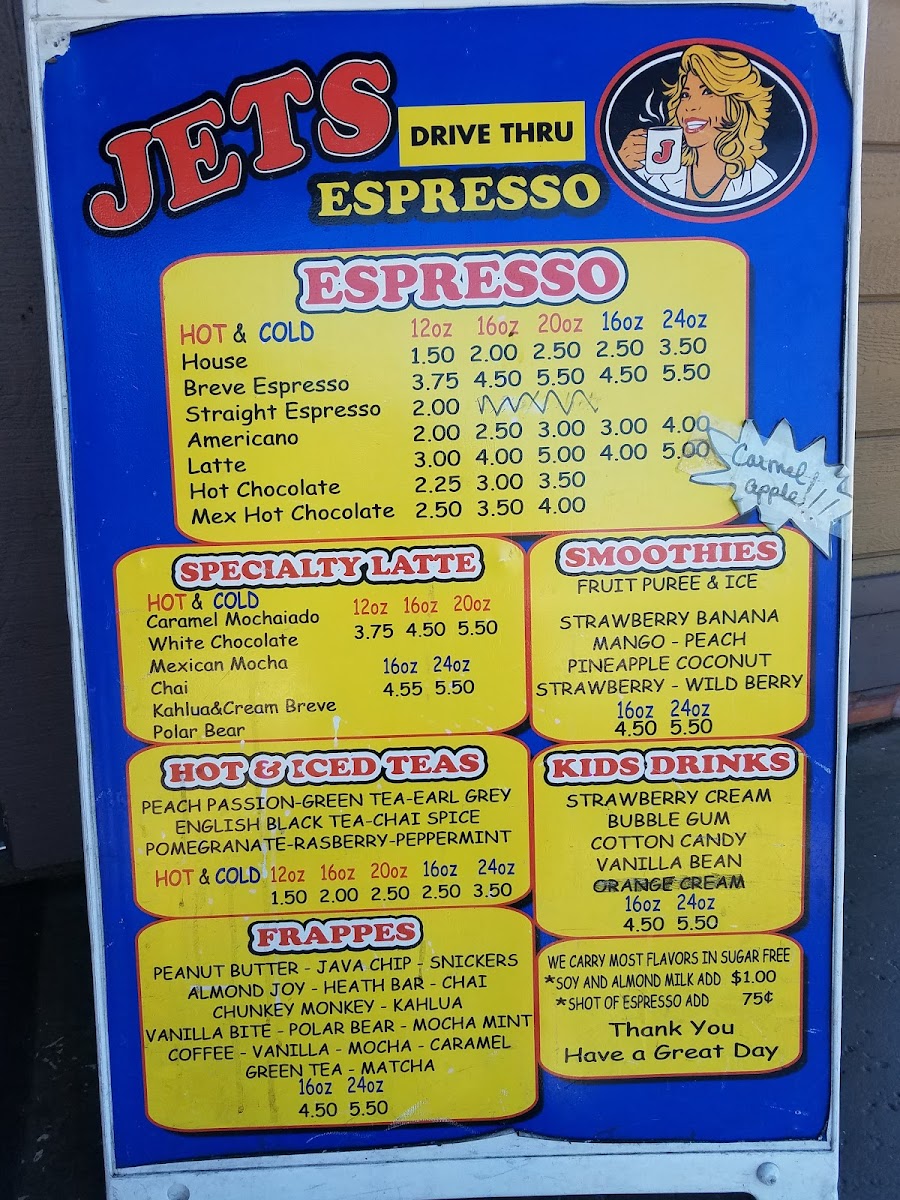 JETS
DRIVE THRU
ESPRESSO
J
ESPRESSO
HOT & COLD 12oz 16oz 20oz 16oz 24oz
House 1.50 2.00 2.50 2.50 3.50
Breve Espresso 3.75 4.50 5.50 4.50 5.50
Straight Espresso 2.00
Americano 2.00 2.50 3.00 3.00 4.00
Latte 3.00 4.00 5.00 4.00 5.00
Hot Chocolate 2.25 3.00 3.50
Mex Hot Chocolate 2.50 3.50 4.00
Carmel
apple!!!
SPECIALTY LATTE
HOT & COLD 12oz 16oz 20oz
Caramel Mochaiado 3.75 4.50 5.50
White Chocolate
Mexican Mocha 16oz 24oz
Chai 4.55 5.50
Kahlua&Cream Breve
Polar Bear
SMOOTHIES
FRUIT PUREE & ICE
STRAWBERRY BANANA
MANGO - PEACH
PINEAPPLE COCONUT
STRAWBERRY - WILD BERRY
16oz 24oz
4.50 5.50
HOT & ICED TEAS
PEACH PASSION-GREEN TEA-EARL GREY
ENGLISH BLACK TEA-CHAI SPICE
POMEGRANATE-RASBERRY-PEPPERMINT
HOT & COLD 12oz 16oz 20oz 16oz 24oz
1.50 2.00 2.50 2.50 3.50
KIDS DRINKS
STRAWBERRY CREAM
BUBBLE GUM
COTTON CANDY
VANILLA BEAN
ORANGE CREAM
16oz 24oz
4.50 5.50
FRAPPES
PEANUT BUTTER - JAVA CHIP - SNICKERS
ALMOND JOY - HEATH BAR - CHAI
CHUNKEY MONKEY - KAHLUA
VANILLA BITE - POLAR BEAR - MOCHA MINT
COFFEE - VANILLA - MOCHA - CARAMEL
GREEN TEA - MATCHA
16oz 24oz
4.50 5.50
WE CARRY MOST FLAVORS IN SUGAR FREE
*SOY AND ALMOND MILK ADD $1.00
*SHOT OF ESPRESSO ADD 75¢
Thank You
Have a Great Day